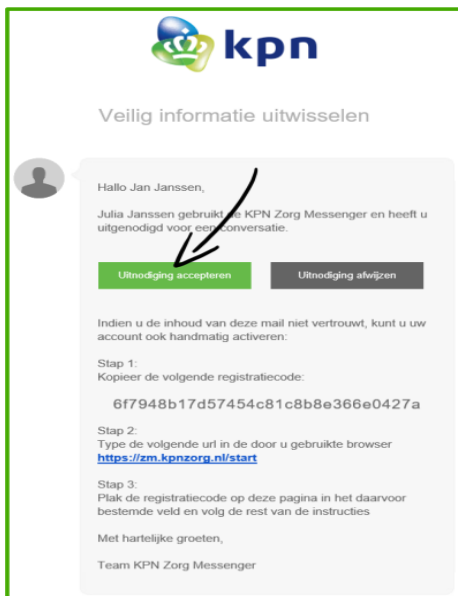 kpn
Veilig informatie uitwisselen
Hallo Jan Janssen,
Julia Janssen gebruikt de KPN Zorg Messenger en heeft u
uitgenodigd voor een conversatie.
Uitnodiging accepteren Uitnodiging afwijzen
Indien u de inhoud van deze mail niet vertrouwt, kunt u uw
account ook handmatig activeren:
Stap 1:
Kopieer de volgende registratiecode:
6f7948b17d57454c81c8b8e366e0427a
Stap 2:
Type de volgende url in de door u gebruikte browser
https://zm.kpnzorg.nl/start
Stap 3:
Plak de registratiecode op deze pagina in het daarvoor
bestemde veld en volg de rest van de instructies
Met hartelijke groeten,
Team KPN Zorg Messenger